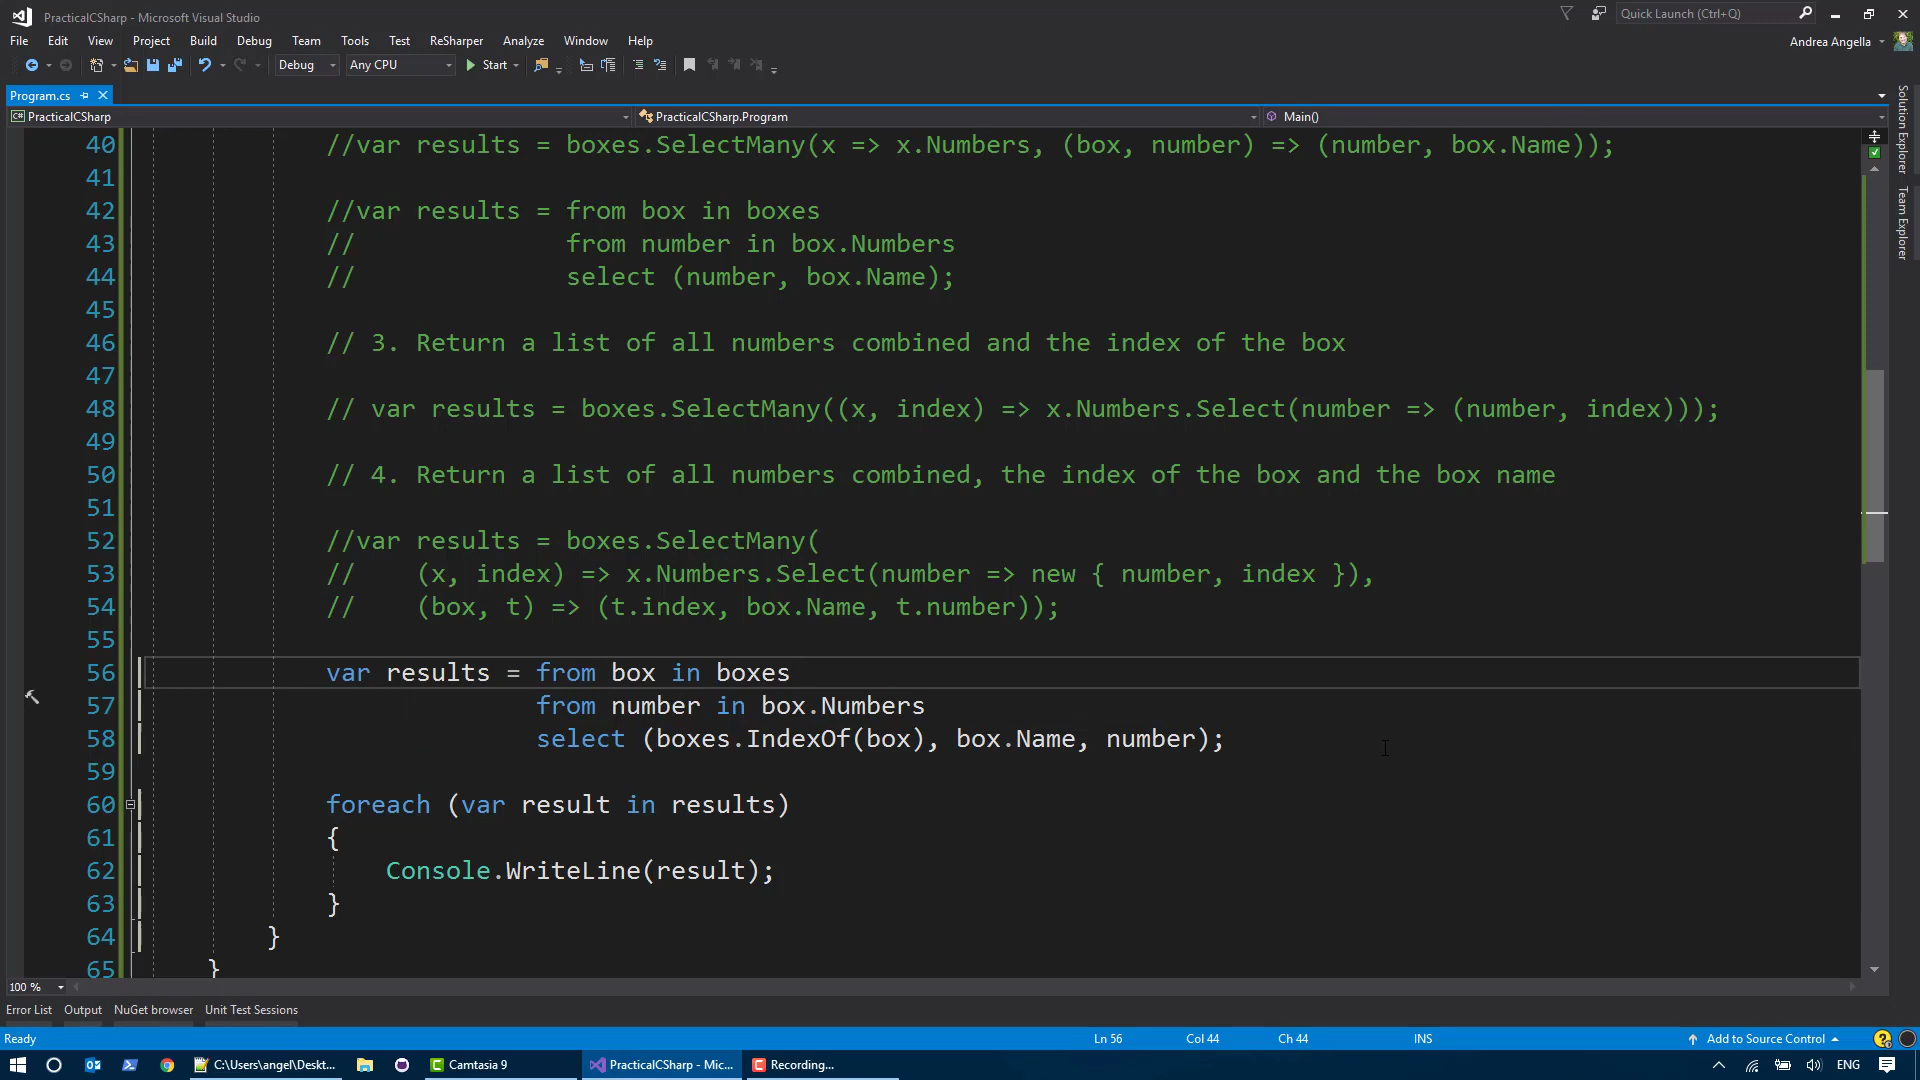 PracticalCSharp - Microsoft Visual Studio
Quick Launch (Ctrl+Q)
File Edit View Project Build Debug Team Tools Test ReSharper Analyze Window Help
Andrea Angella
Debug Any CPU Start
Program.cs
C# PracticalCSharp PracticalCSharp.Program Main()
40 //var results = boxes.SelectMany(x => x.Numbers, (box, number) => (number, box.Name));
41
42 //var results = from box in boxes
43 // from number in box.Numbers
44 // select (number, box.Name);
45
46 // 3. Return a list of all numbers combined and the index of the box
47
48 // var results = boxes.SelectMany((x, index) => x.Numbers.Select(number => (number, index)));
49
50 // 4. Return a list of all numbers combined, the index of the box and the box name
51
52 //var results = boxes.SelectMany(
53 // (x, index) => x.Numbers.Select(number => new { number, index }),
54 // (box, t) => (t.index, box.Name, t.number));
55
56 var results = from box in boxes
57 from number in box.Numbers
58 select (boxes.IndexOf(box), box.Name, number);
59
60 foreach (var result in results)
61 {
62 Console.WriteLine(result);
63 }
64 }
65 }
Solution Explorer
Team Explorer
100 %
Error List Output NuGet browser Unit Test Sessions
Ready Ln 56 Col 44 Ch 44 INS Add to Source Control
C:\Users\angel\Deskt... Camtasia 9 PracticalCSharp - Mic... Recording... ENG